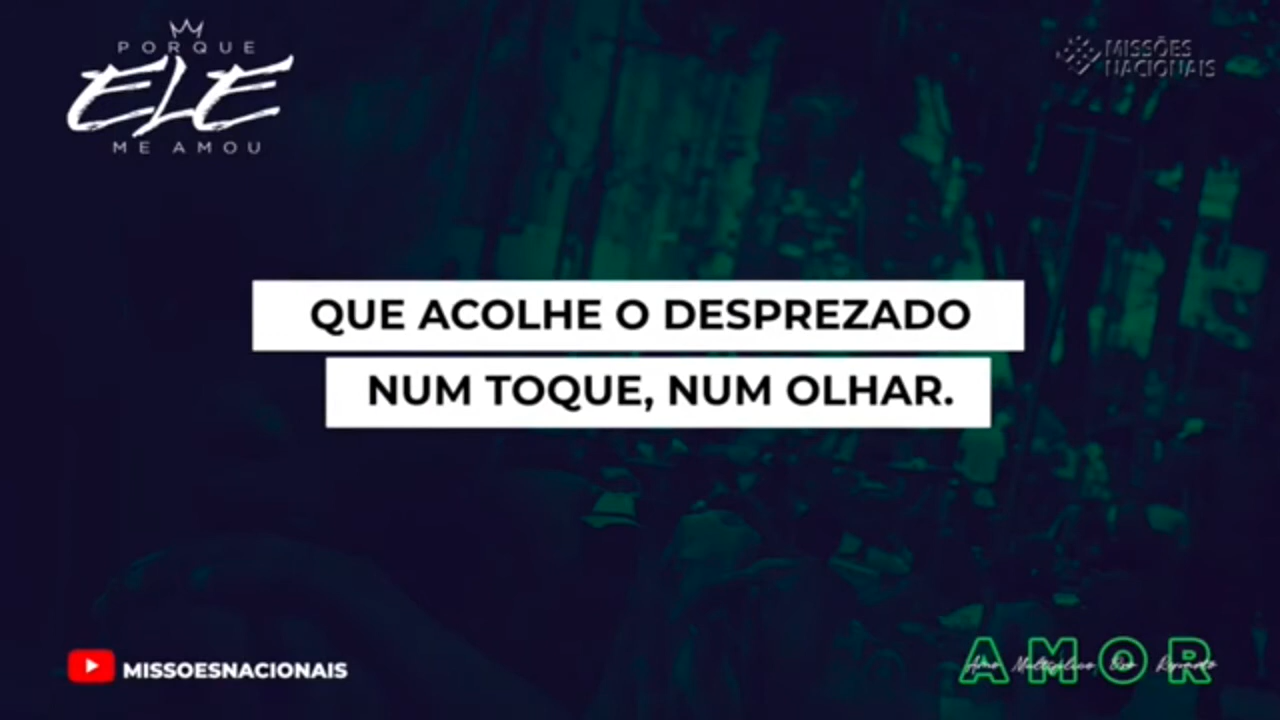 PORQUE
ELE
ME AMOU
MISSÕES
NACIONAIS
QUE ACOLHE O DESPREZADO
NUM TOQUE, NUM OLHAR.
MISSOESNACIONAIS
AMOR